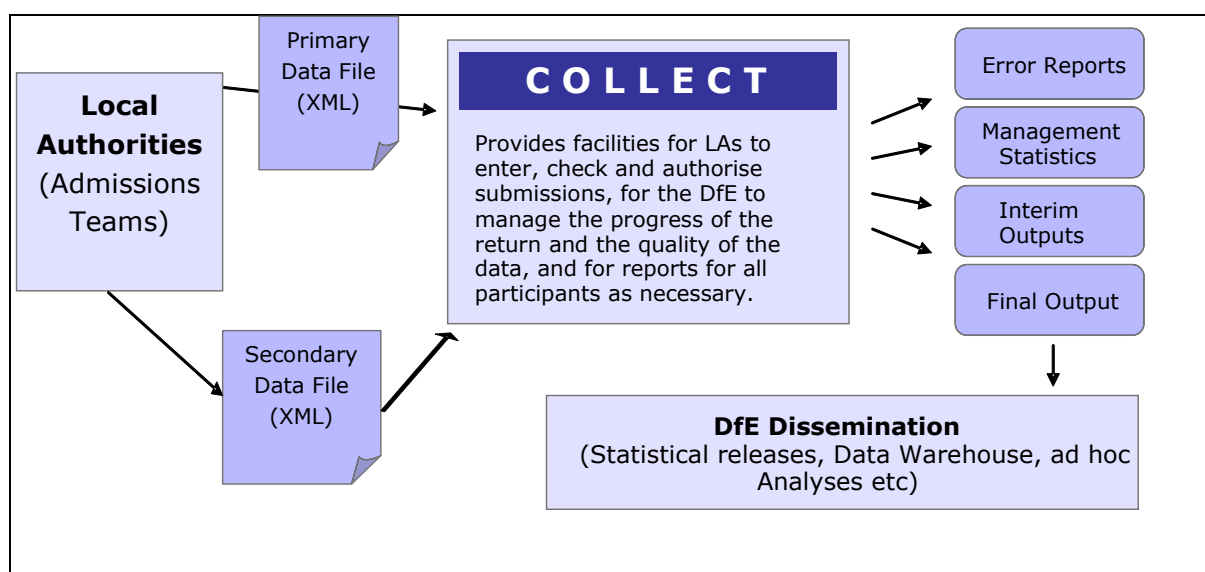 Local
Authorities
(Admissions
Teams)
Primary
Data File
(XML)
Secondary
Data File
(XML)
C O L L E C T
Provides facilities for LAs to
enter, check and authorise
submissions, for the DfE to
manage the progress of the
return and the quality of the
data, and for reports for all
participants as necessary.
Error Reports
Management
Statistics
Interim
Outputs
Final Output
DfE Dissemination
(Statistical releases, Data Warehouse, ad hoc
Analyses etc)